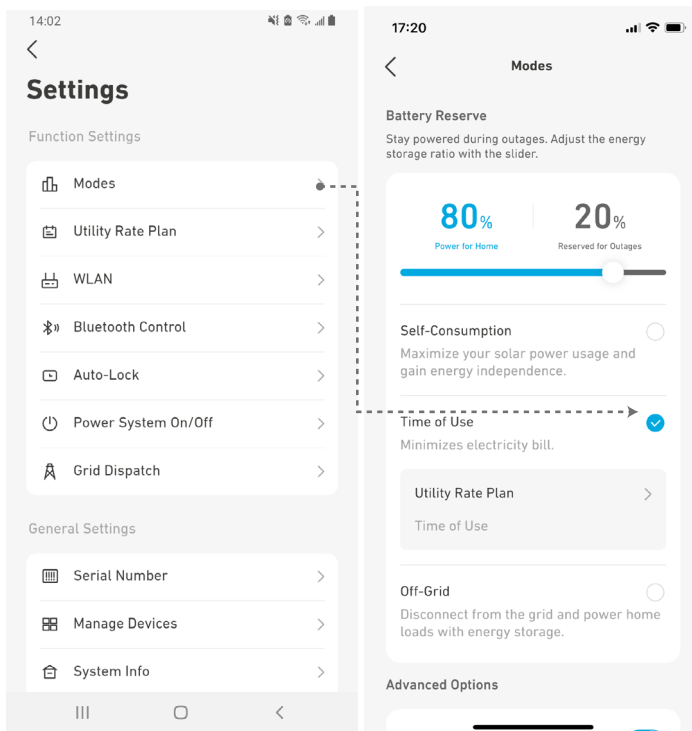 14:02
Settings
Function Settings
Modes
Utility Rate Plan
WLAN
Bluetooth Control
Auto-Lock
Power System On/Off
Grid Dispatch
General Settings
Serial Number
Manage Devices
System Info
17:20
Modes
Battery Reserve
Stay powered during outages. Adjust the energy
storage ratio with the slider.
80% 20%
Power for Home Reserved for Outages
Self-Consumption
Maximize your solar power usage and
gain energy independence.
Time of Use
Minimizes electricity bill.
Utility Rate Plan
Time of Use
Off-Grid
Disconnect from the grid and power home
loads with energy storage.
Advanced Options